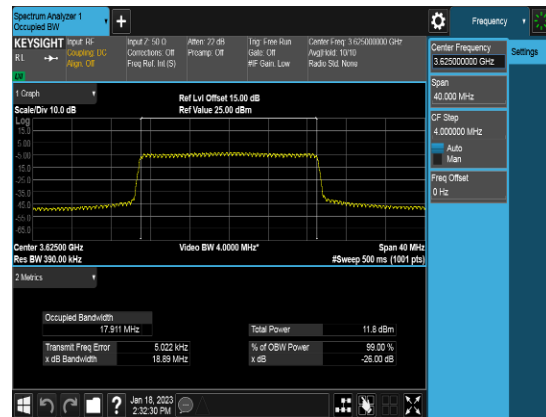 Spectrum Analyzer 1
Occupied BW
Frequency
KEYSIGHT
RL
Input: RF
Coupling: DC
Align: Off
Input Z: 50 Ω
Corrections: Off
Freq Ref: Int (S)
Atten: 22 dB
Preamp: Off
Trig: Free Run
Gate: Off
#IF Gain: Low
Center Freq: 3.625000000 GHz
Avg|Hold: 10/10
Radio Std: None
Center Frequency
3.625000000 GHz
Settings
Span
40.000 MHz
CF Step
4.000000 MHz
Auto
Man
Freq Offset
0 Hz
1 Graph
Scale/Div 10.0 dB
Ref Lvl Offset 15.00 dB
Ref Value 25.00 dBm
Log
15.0
5.00
-5.00
-15.0
-25.0
-35.0
-45.0
-55.0
-65.0
Center 3.62500 GHz
Res BW 390.00 kHz
Video BW 4.0000 MHz*
Span 40 MHz
#Sweep 500 ms (1001 pts)
2 Metrics
Occupied Bandwidth
17.911 MHz
Total Power
11.8 dBm
Transmit Freq Error
5.022 kHz
% of OBW Power
99.00 %
x dB Bandwidth
18.89 MHz
x dB
-26.00 dB
Jan 18, 2023
2:32:30 PM